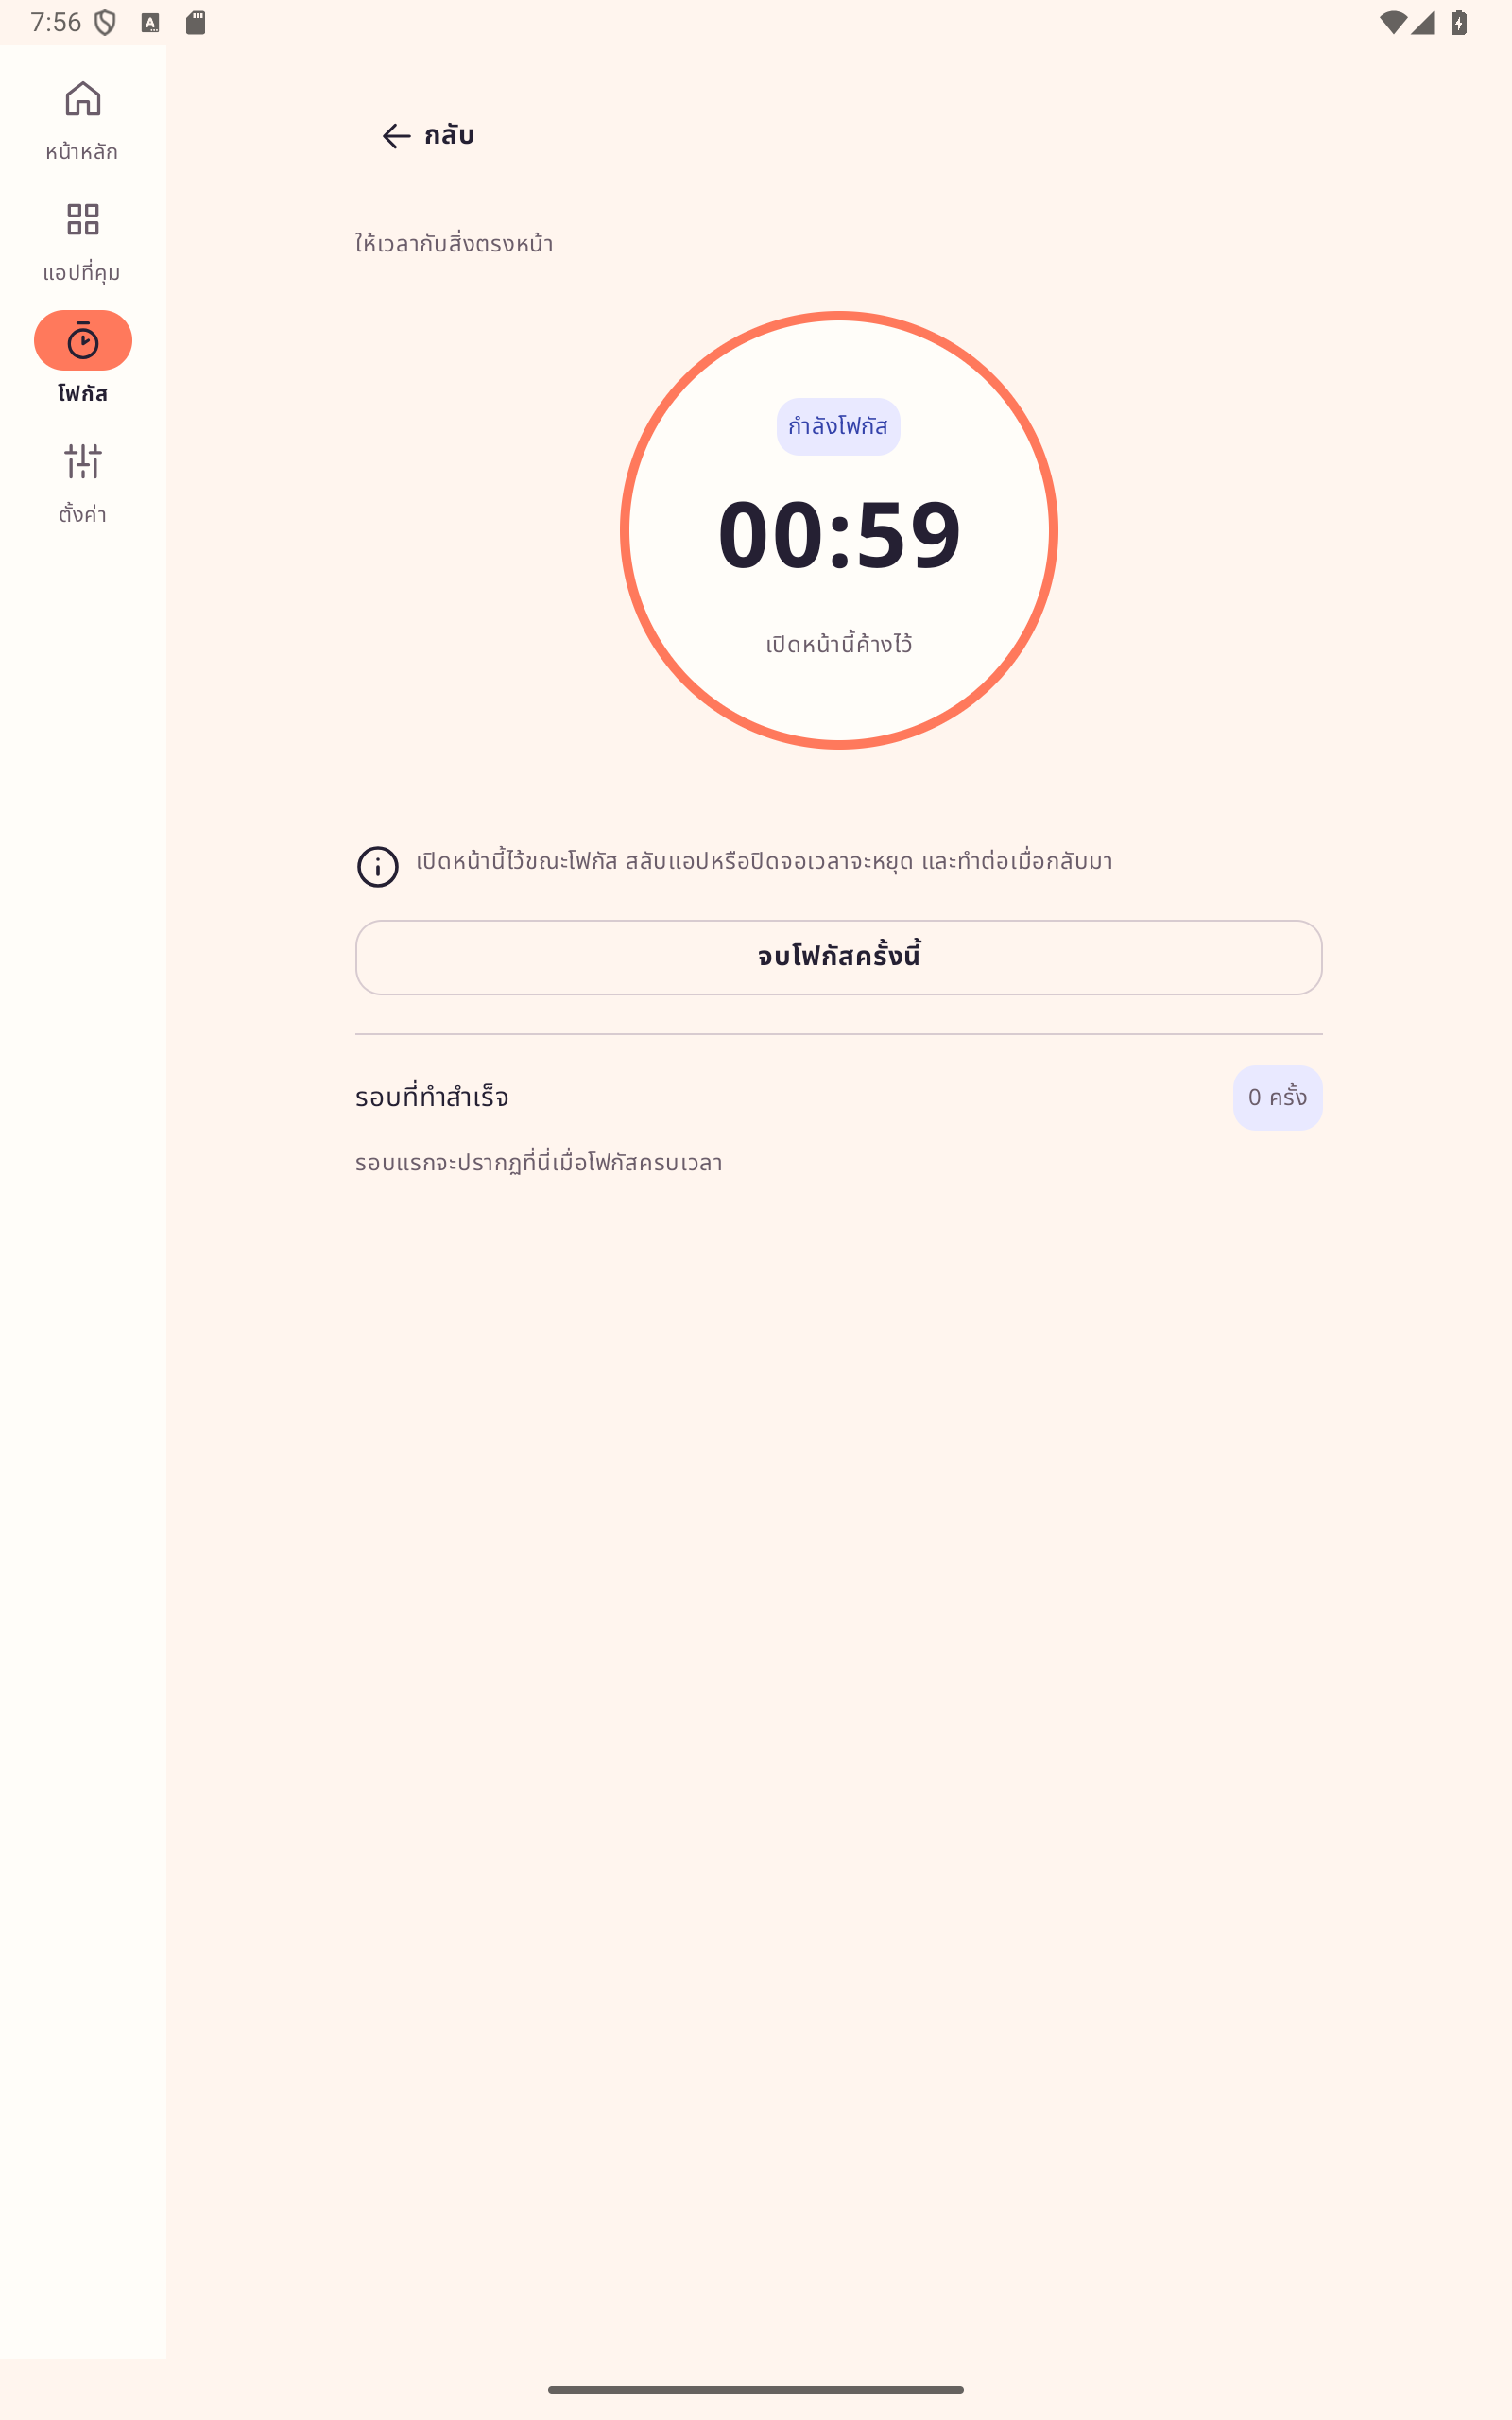 7:56
หน้าหลัก
แอปที่คุม
โฟกัส
ตั้งค่า
กลับ
ให้เวลากับสิ่งตรงหน้า
กำลังโฟกัส
00:59
เปิดหน้านี้ค้างไว้
เปิดหน้านี้ไว้ขณะโฟกัส สลับแอปหรือปิดจอเวลาจะหยุด และทำต่อเมื่อกลับมา
จบโฟกัสครั้งนี้
รอบที่ทำสำเร็จ
0 ครั้ง
รอบแรกจะปรากฏที่นี่เมื่อโฟกัสครบเวลา